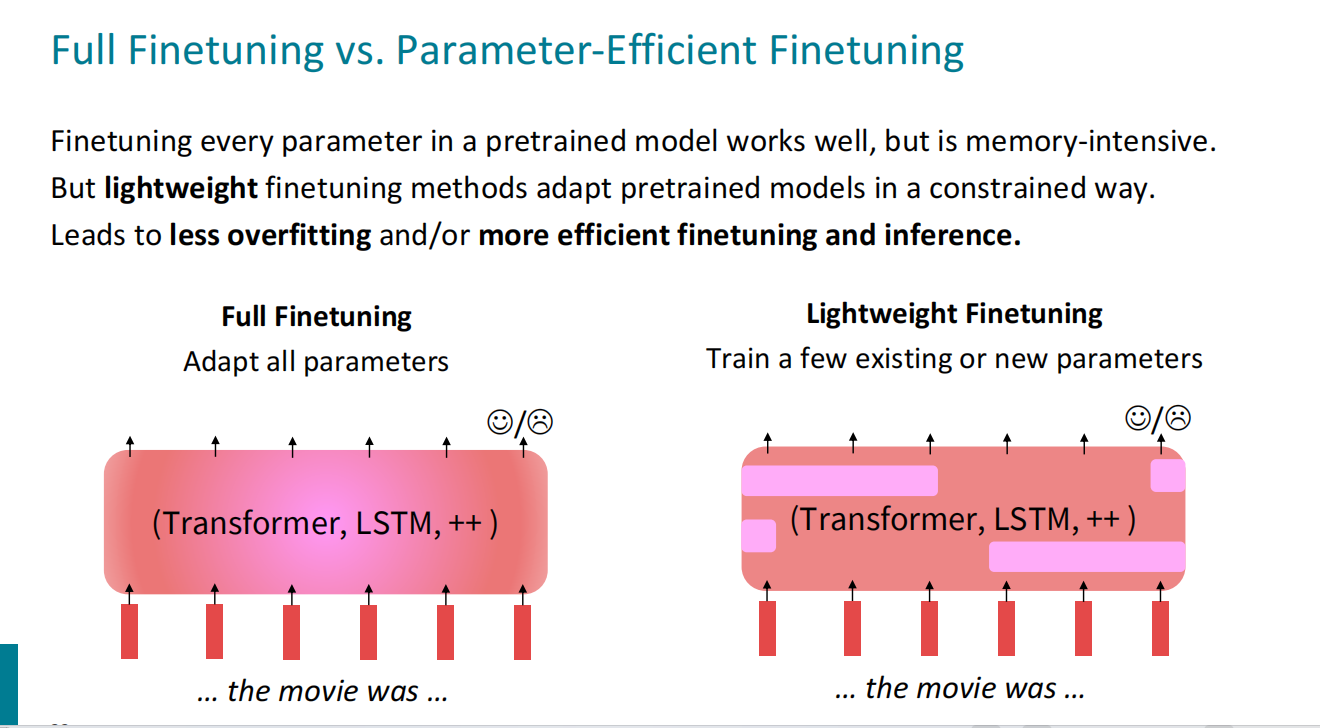 Full Finetuning vs. Parameter-Efficient Finetuning
Finetuning every parameter in a pretrained model works well, but is memory-intensive.
But lightweight finetuning methods adapt pretrained models in a constrained way.
Leads to less overfitting and/or more efficient finetuning and inference.
Full Finetuning
Adapt all parameters
☺/☹
(Transformer, LSTM, ++ )
… the movie was …
Lightweight Finetuning
Train a few existing or new parameters
☺/☹
(Transformer, LSTM, ++ )
… the movie was …